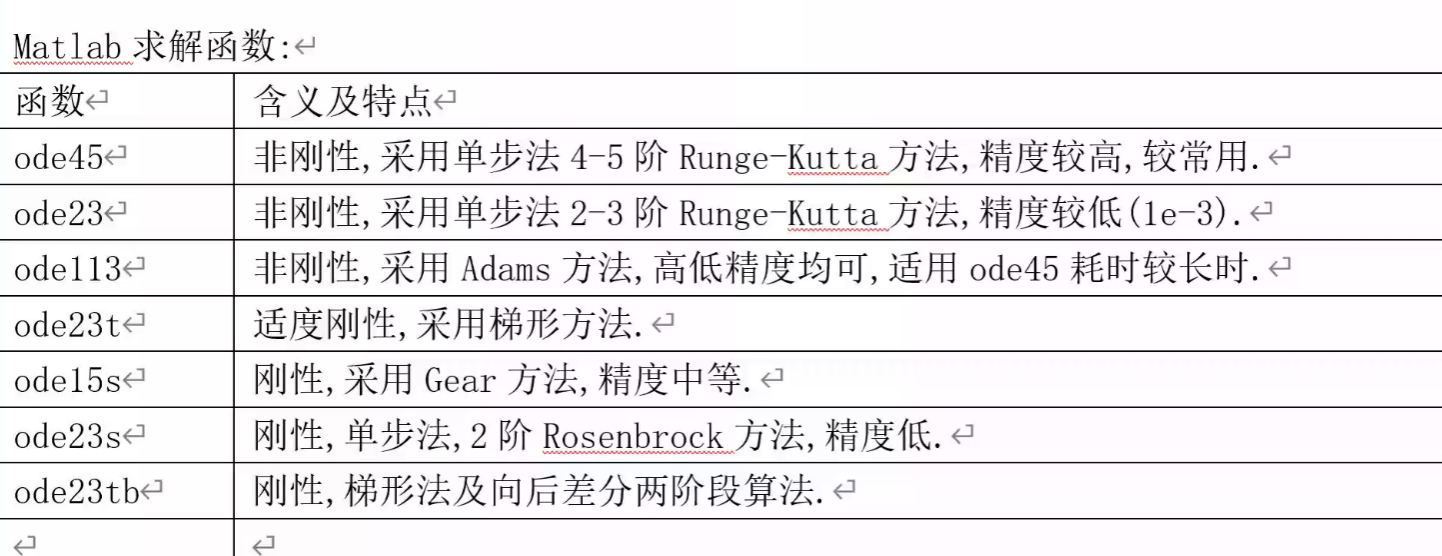 Matlab 求解函数:
函数 含义及特点
ode45 非刚性,采用单步法 4-5 阶 Runge-Kutta 方法,精度较高,较常用.
ode23 非刚性,采用单步法 2-3 阶 Runge-Kutta 方法,精度较低(1e-3).
ode113 非刚性,采用 Adams 方法,高低精度均可,适用 ode45 耗时较长时.
ode23t 适度刚性,采用梯形方法.
ode15s 刚性,采用 Gear 方法,精度中等.
ode23s 刚性,单步法,2 阶 Rosenbrock 方法,精度低.
ode23tb 刚性,梯形法及向后差分两阶段算法.